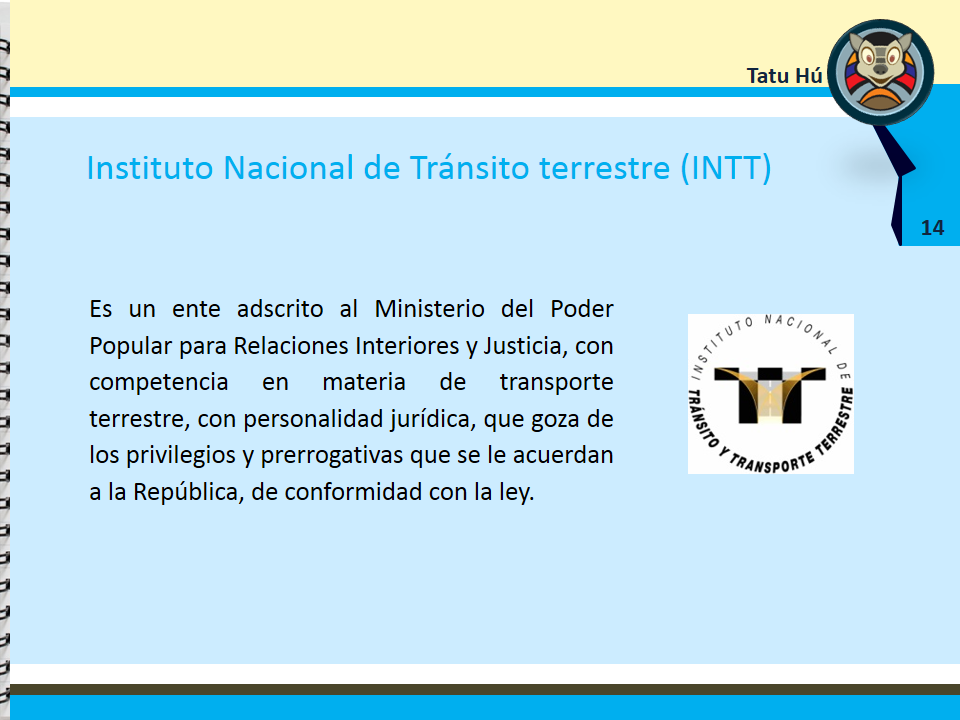 Tatu Hú
Instituto Nacional de Tránsito terrestre (INTT)
14
Es un ente adscrito al Ministerio del Poder
Popular para Relaciones Interiores y Justicia, con
competencia en materia de transporte
terrestre, con personalidad jurídica, que goza de
los privilegios y prerrogativas que se le acuerdan
a la República, de conformidad con la ley.
INSTITUTO NACIONAL DE
TRÁNSITO Y TRANSPORTE TERRESTRE